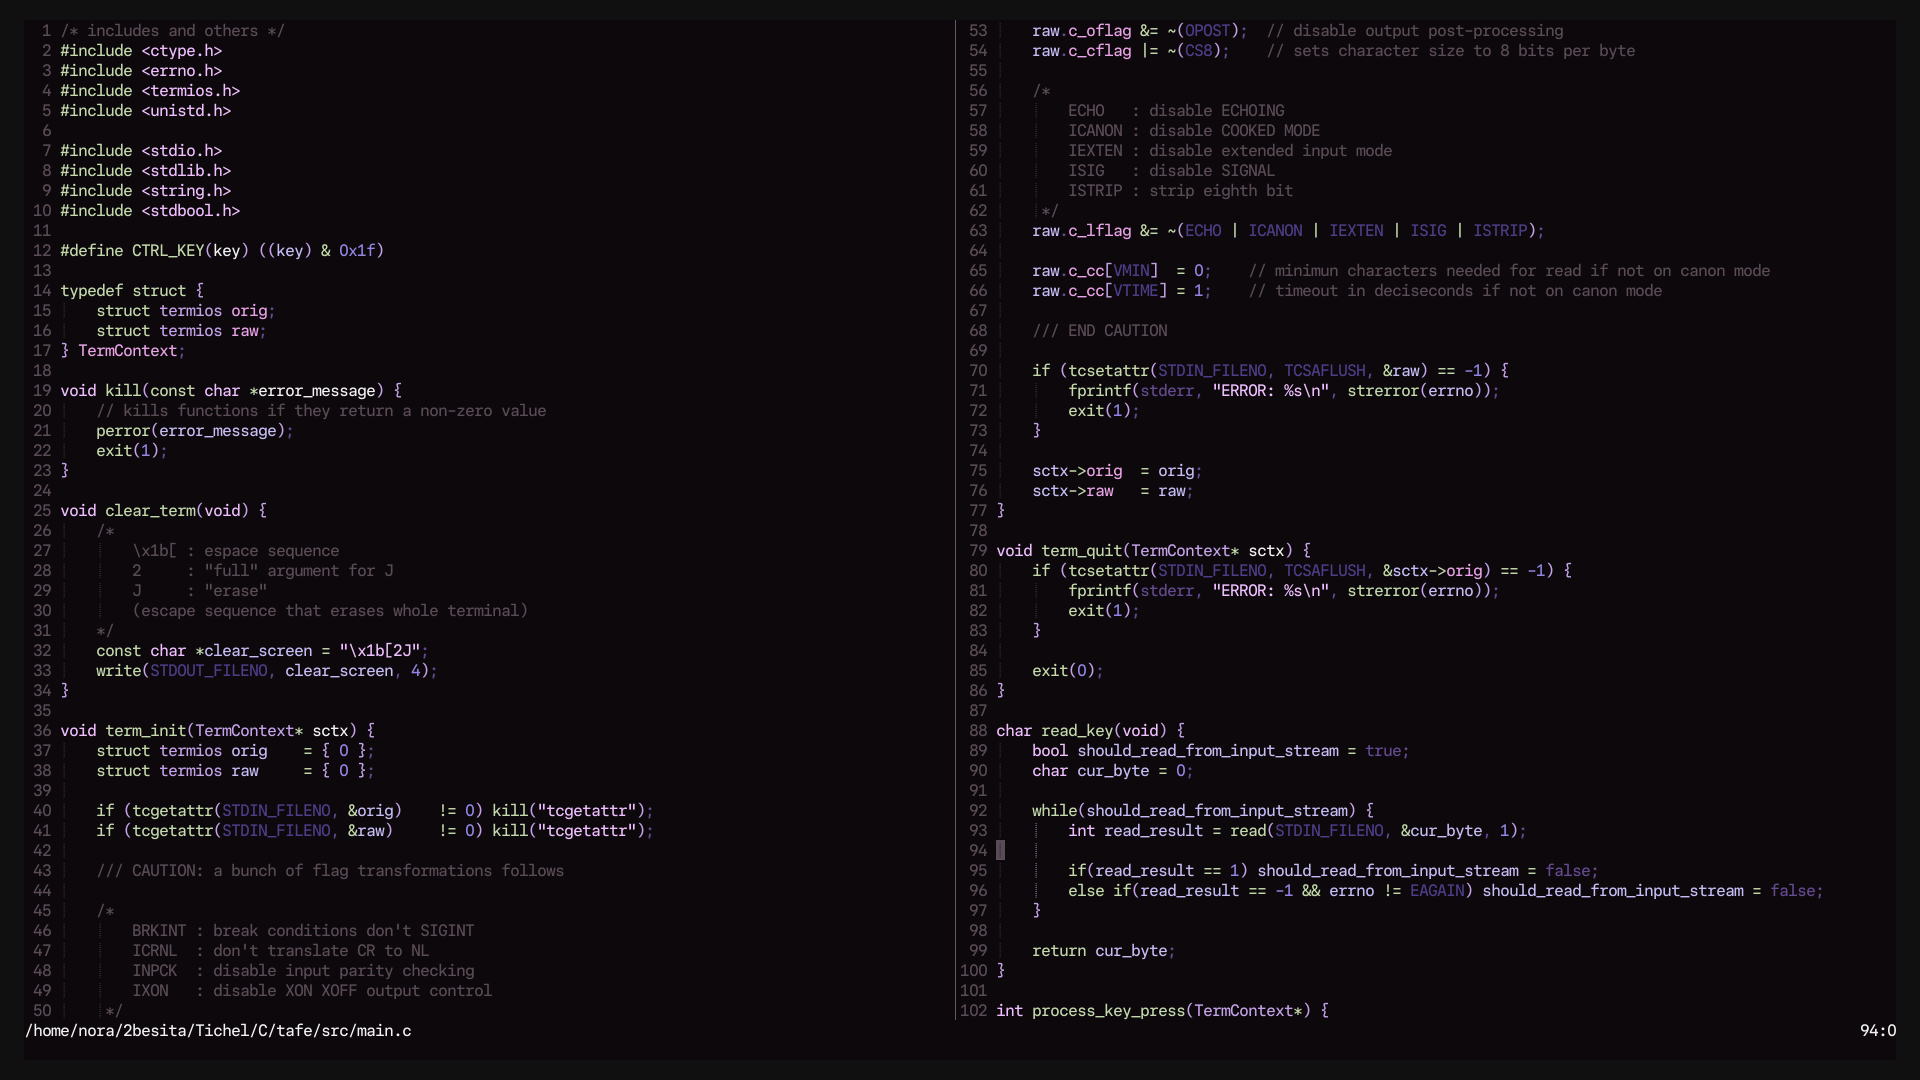 1 /* includes and others */
2 #include <ctype.h>
3 #include <errno.h>
4 #include <termios.h>
5 #include <unistd.h>
6
7 #include <stdio.h>
8 #include <stdlib.h>
9 #include <string.h>
10 #include <stdbool.h>
11
12 #define CTRL_KEY(key) ((key) & 0x1f)
13
14 typedef struct {
15     struct termios orig;
16     struct termios raw;
17 } TermContext;
18
19 void kill(const char *error_message) {
20     // kills functions if they return a non-zero value
21     perror(error_message);
22     exit(1);
23 }
24
25 void clear_term(void) {
26     /*
27         \x1b[ : espace sequence
28         2     : "full" argument for J
29         J     : "erase"
30         (escape sequence that erases whole terminal)
31     */
32     const char *clear_screen = "\x1b[2J";
33     write(STDOUT_FILENO, clear_screen, 4);
34 }
35
36 void term_init(TermContext* sctx) {
37     struct termios orig    = { 0 };
38     struct termios raw     = { 0 };
39
40     if (tcgetattr(STDIN_FILENO, &orig)    != 0) kill("tcgetattr");
41     if (tcgetattr(STDIN_FILENO, &raw)     != 0) kill("tcgetattr");
42
43     /// CAUTION: a bunch of flag transformations follows
44
45     /*
46         BRKINT : break conditions don't SIGINT
47         ICRNL  : don't translate CR to NL
48         INPCK  : disable input parity checking
49         IXON   : disable XON XOFF output control
50      */
53     raw.c_oflag &= ~(OPOST);  // disable output post-processing
54     raw.c_cflag |= ~(CS8);    // sets character size to 8 bits per byte
55
56     /*
57         ECHO   : disable ECHOING
58         ICANON : disable COOKED MODE
59         IEXTEN : disable extended input mode
60         ISIG   : disable SIGNAL
61         ISTRIP : strip eighth bit
62      */
63     raw.c_lflag &= ~(ECHO | ICANON | IEXTEN | ISIG | ISTRIP);
64
65     raw.c_cc[VMIN]  = 0;    // minimun characters needed for read if not on canon mode
66     raw.c_cc[VTIME] = 1;    // timeout in deciseconds if not on canon mode
67
68     /// END CAUTION
69
70     if (tcsetattr(STDIN_FILENO, TCSAFLUSH, &raw) == -1) {
71         fprintf(stderr, "ERROR: %s\n", strerror(errno));
72         exit(1);
73     }
74
75     sctx->orig  = orig;
76     sctx->raw   = raw;
77 }
78
79 void term_quit(TermContext* sctx) {
80     if (tcsetattr(STDIN_FILENO, TCSAFLUSH, &sctx->orig) == -1) {
81         fprintf(stderr, "ERROR: %s\n", strerror(errno));
82         exit(1);
83     }
84
85     exit(0);
86 }
87
88 char read_key(void) {
89     bool should_read_from_input_stream = true;
90     char cur_byte = 0;
91
92     while(should_read_from_input_stream) {
93         int read_result = read(STDIN_FILENO, &cur_byte, 1);
94
95         if(read_result == 1) should_read_from_input_stream = false;
96         else if(read_result == -1 && errno != EAGAIN) should_read_from_input_stream = false;
97     }
98
99     return cur_byte;
100 }
101
102 int process_key_press(TermContext*) {
/home/nora/2besita/Tichel/C/tafe/src/main.c
94:0